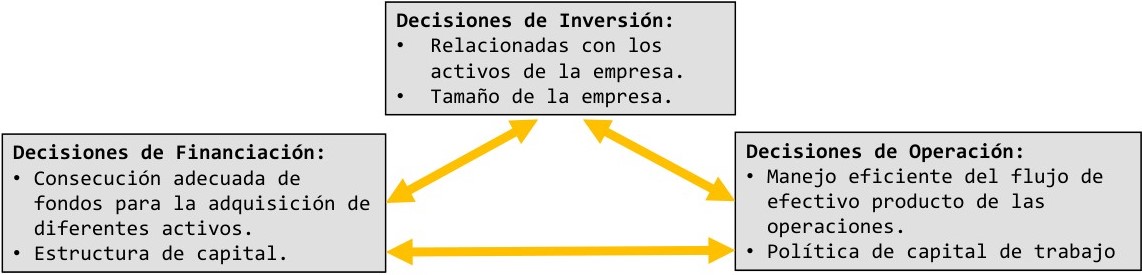 Decisiones de Inversión:
• Relacionadas con los
activos de la empresa.
• Tamaño de la empresa.
Decisiones de Financiación:
• Consecución adecuada de
fondos para la adquisición de
diferentes activos.
• Estructura de capital.
Decisiones de Operación:
• Manejo eficiente del flujo de
efectivo producto de las
operaciones.
• Política de capital de trabajo